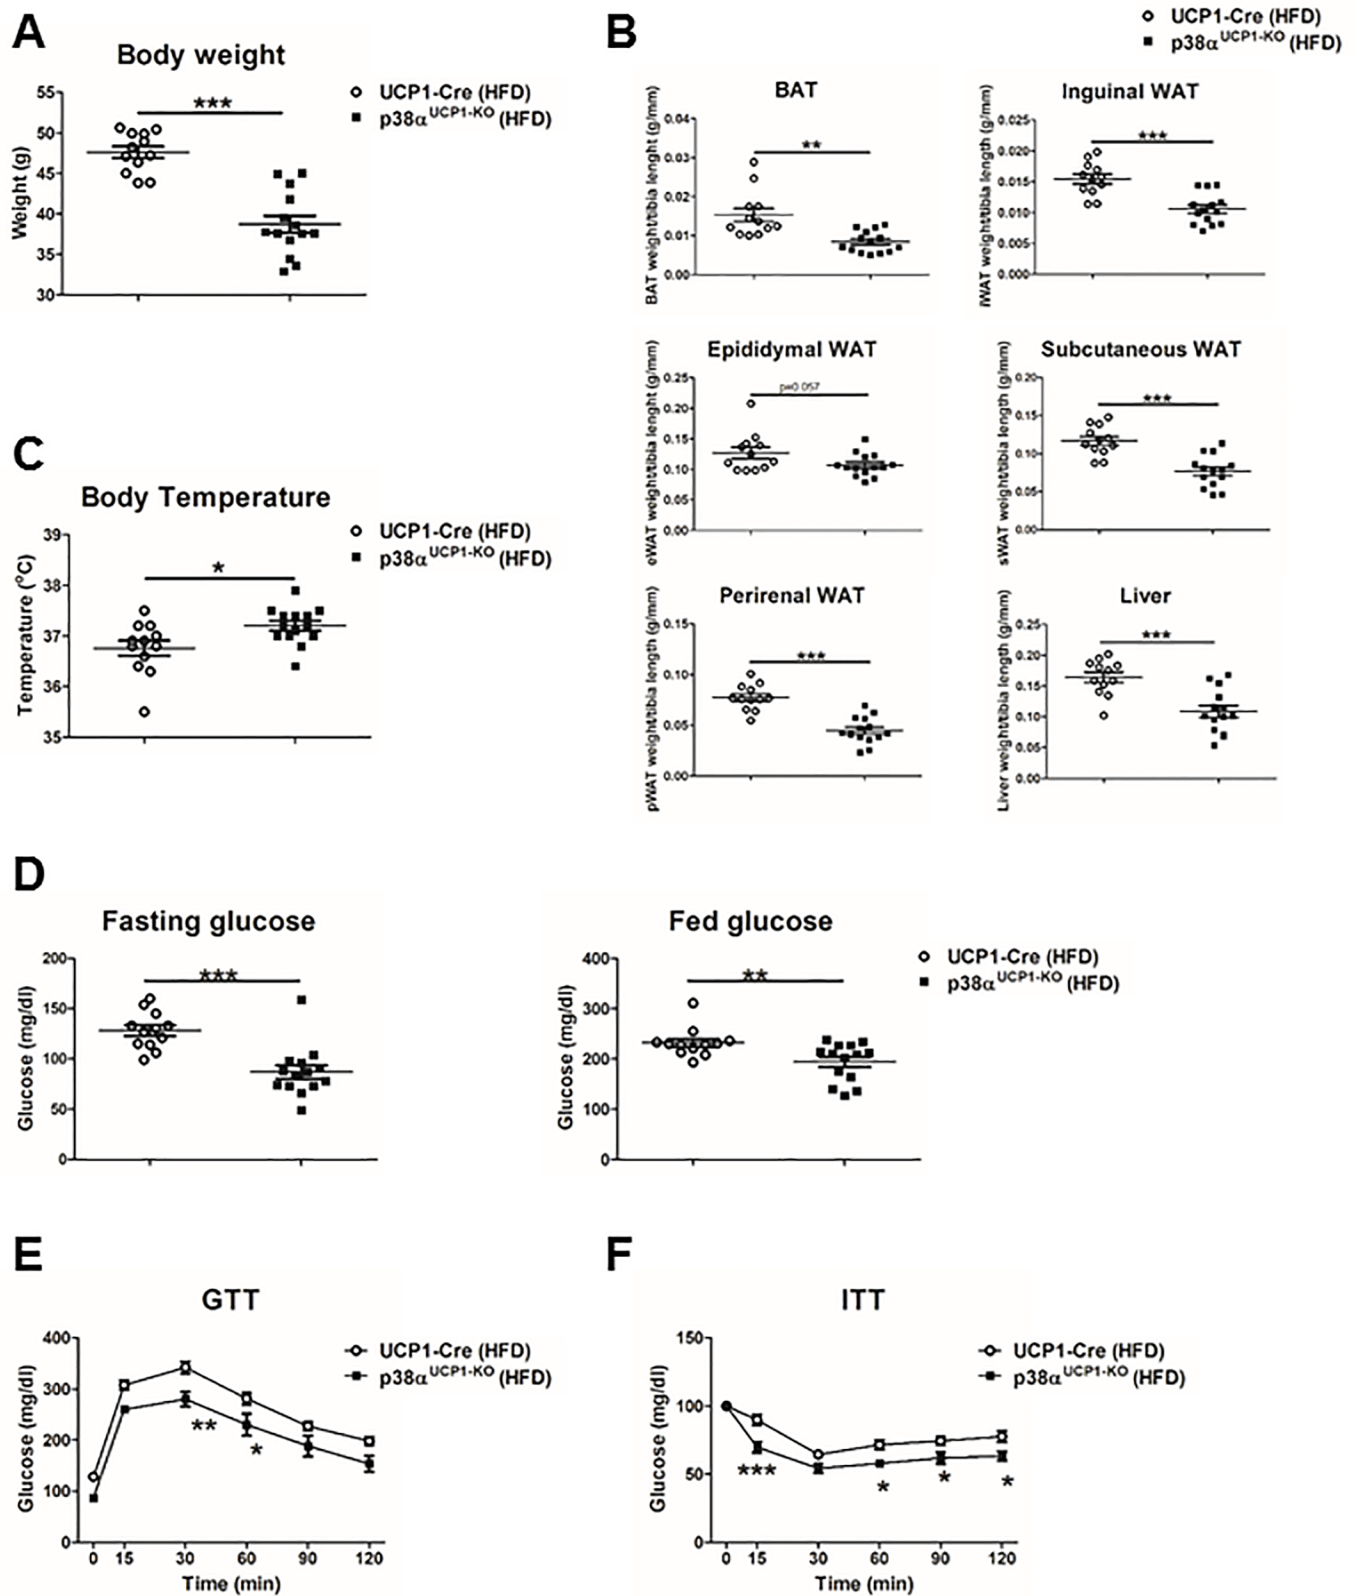 A
Body weight
UCP1-Cre (HFD)
p38αUCP1-KO (HFD)
***
Weight (g)
55
50
45
40
35
30
B
UCP1-Cre (HFD)
p38αUCP1-KO (HFD)
BAT
**
BAT weight/tibia lenght (g/mm)
0.04
0.03
0.02
0.01
0.00
Inguinal WAT
***
iWAT weight/tibia length (g/mm)
0.025
0.020
0.015
0.010
0.005
0.000
Epididymal WAT
p=0.057
eWAT weight/tibia lenght (g/mm)
0.25
0.20
0.15
0.10
0.05
0.00
Subcutaneous WAT
***
sWAT weight/tibia length (g/mm)
0.20
0.15
0.10
0.05
0.00
Perirenal WAT
***
pWAT weight/tibia length (g/mm)
0.15
0.10
0.05
0.00
Liver
***
Liver weight/tibia length (g/mm)
0.25
0.20
0.15
0.10
0.05
0.00
C
Body Temperature
UCP1-Cre (HFD)
p38αUCP1-KO (HFD)
*
Temperature (°C)
39
38
37
36
35
D
Fasting glucose
***
Glucose (mg/dl)
200
150
100
50
0
Fed glucose
UCP1-Cre (HFD)
p38αUCP1-KO (HFD)
**
Glucose (mg/dl)
400
300
200
100
0
E
GTT
UCP1-Cre (HFD)
p38αUCP1-KO (HFD)
Glucose (mg/dl)
400
300
200
100
0
**
*
0 15 30 60 90 120
Time (min)
F
ITT
UCP1-Cre (HFD)
p38αUCP1-KO (HFD)
Glucose (mg/dl)
150
100
50
0
***
*
*
*
0 15 30 60 90 120
Time (min)